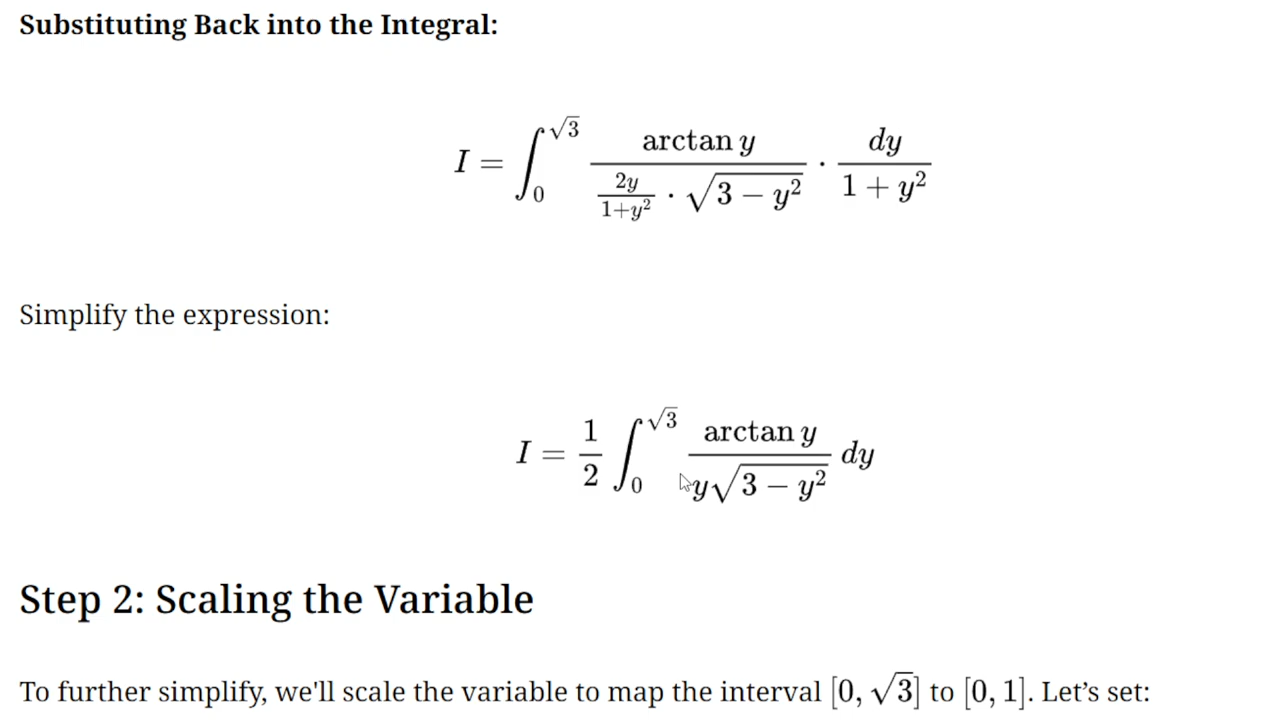 Substituting Back into the Integral:
I = ∫₀^√3 arctan y / (2y/(1+y²) · √(3 − y²)) · dy/(1 + y²)
Simplify the expression:
I = 1/2 ∫₀^√3 arctan y / (y√(3 − y²)) dy
Step 2: Scaling the Variable
To further simplify, we'll scale the variable to map the interval [0, √3] to [0, 1]. Let’s set: